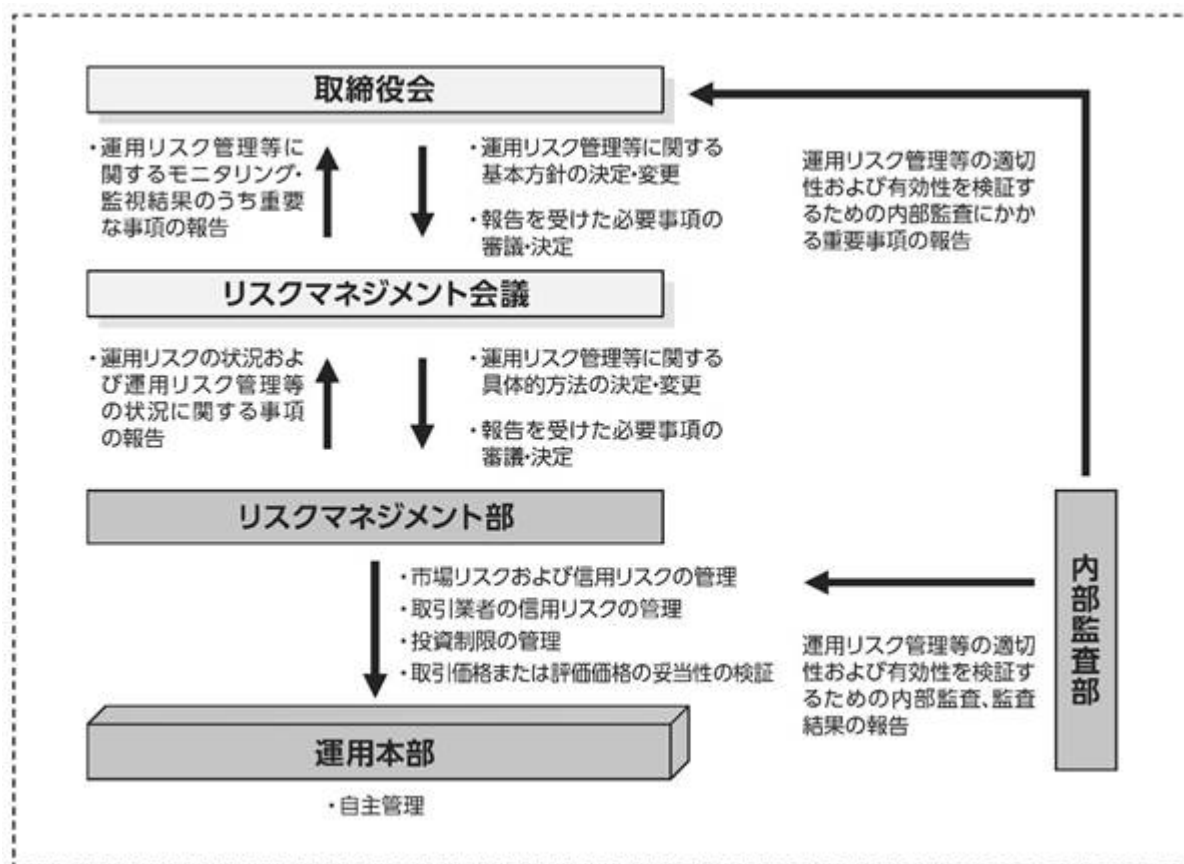 取締役会
・運用リスク管理等に
関するモニタリング・
監視結果のうち重要
な事項の報告
・運用リスク管理等に関する
基本方針の決定・変更
・報告を受けた必要事項の
審議・決定
運用リスク管理等の適切
性および有効性を検証す
るための内部監査にかか
る重要事項の報告
リスクマネジメント会議
・運用リスクの状況およ
び運用リスク管理等
の状況に関する事項
の報告
・運用リスク管理等に関する
具体的方法の決定・変更
・報告を受けた必要事項の
審議・決定
リスクマネジメント部
・市場リスクおよび信用リスクの管理
・取引業者の信用リスクの管理
・投資制限の管理
・取引価格または評価価格の妥当性の検証
運用リスク管理等の適切
性および有効性を検証す
るための内部監査、監査
結果の報告
内部監査部
運用本部
・自主管理